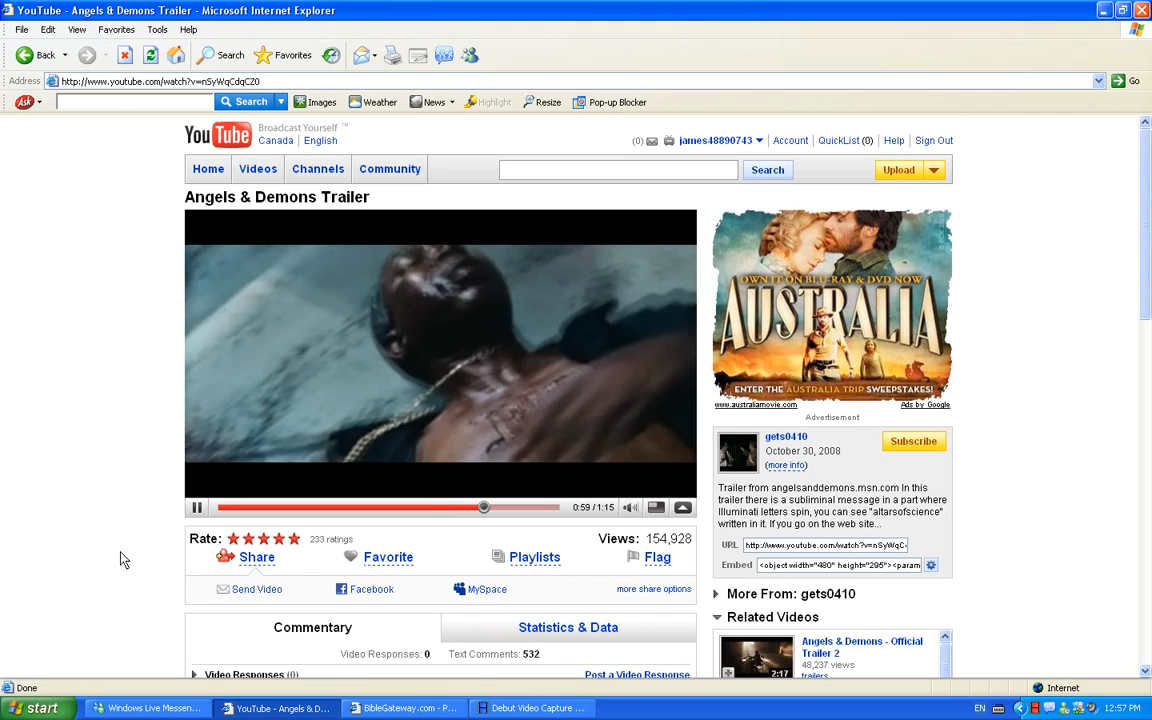 YouTube - Angels & Demons Trailer - Microsoft Internet Explorer
File Edit View Favorites Tools Help
Back Search Favorites
Address http://www.youtube.com/watch?v=nSyWqCdqCZ0 Go
Ask Search Images Weather News Highlight Resize Pop-up Blocker
YouTube Broadcast Yourself ™
Canada | English
(0) james48890743 | Account | QuickList (0) | Help | Sign Out
Home Videos Channels Community Search Upload
Angels & Demons Trailer
OWN IT ON BLU-RAY & DVD NOW
AUSTRALIA
ENTER THE AUSTRALIA TRIP SWEEPSTAKES!
www.australiamovie.com Ads by Google
Advertisement
gets0410
October 30, 2008
(more info)
Subscribe
Trailer from angelsanddemons.msn.com In this
trailer there is a subliminal message in a part where
Illuminati letters spin, you can see "altarsofscience"
written in it. If you go on the web site...
URL http://www.youtube.com/watch?v=nSyWqC
Embed <object width="480" height="295"><param
0:59 / 1:15
Rate: 233 ratings Views: 154,928
Share Favorite Playlists Flag
Send Video Facebook MySpace more share options
More From: gets0410
Related Videos
Angels & Demons - Official
Trailer 2
48,237 views
trailers
2:17
Commentary Statistics & Data
Video Responses: 0 Text Comments: 532
Video Responses (0) Post a Video Response
Done Internet
start Windows Live Messen... YouTube - Angels & D... BibleGateway.com - P... Debut Video Capture ... EN 12:57 PM